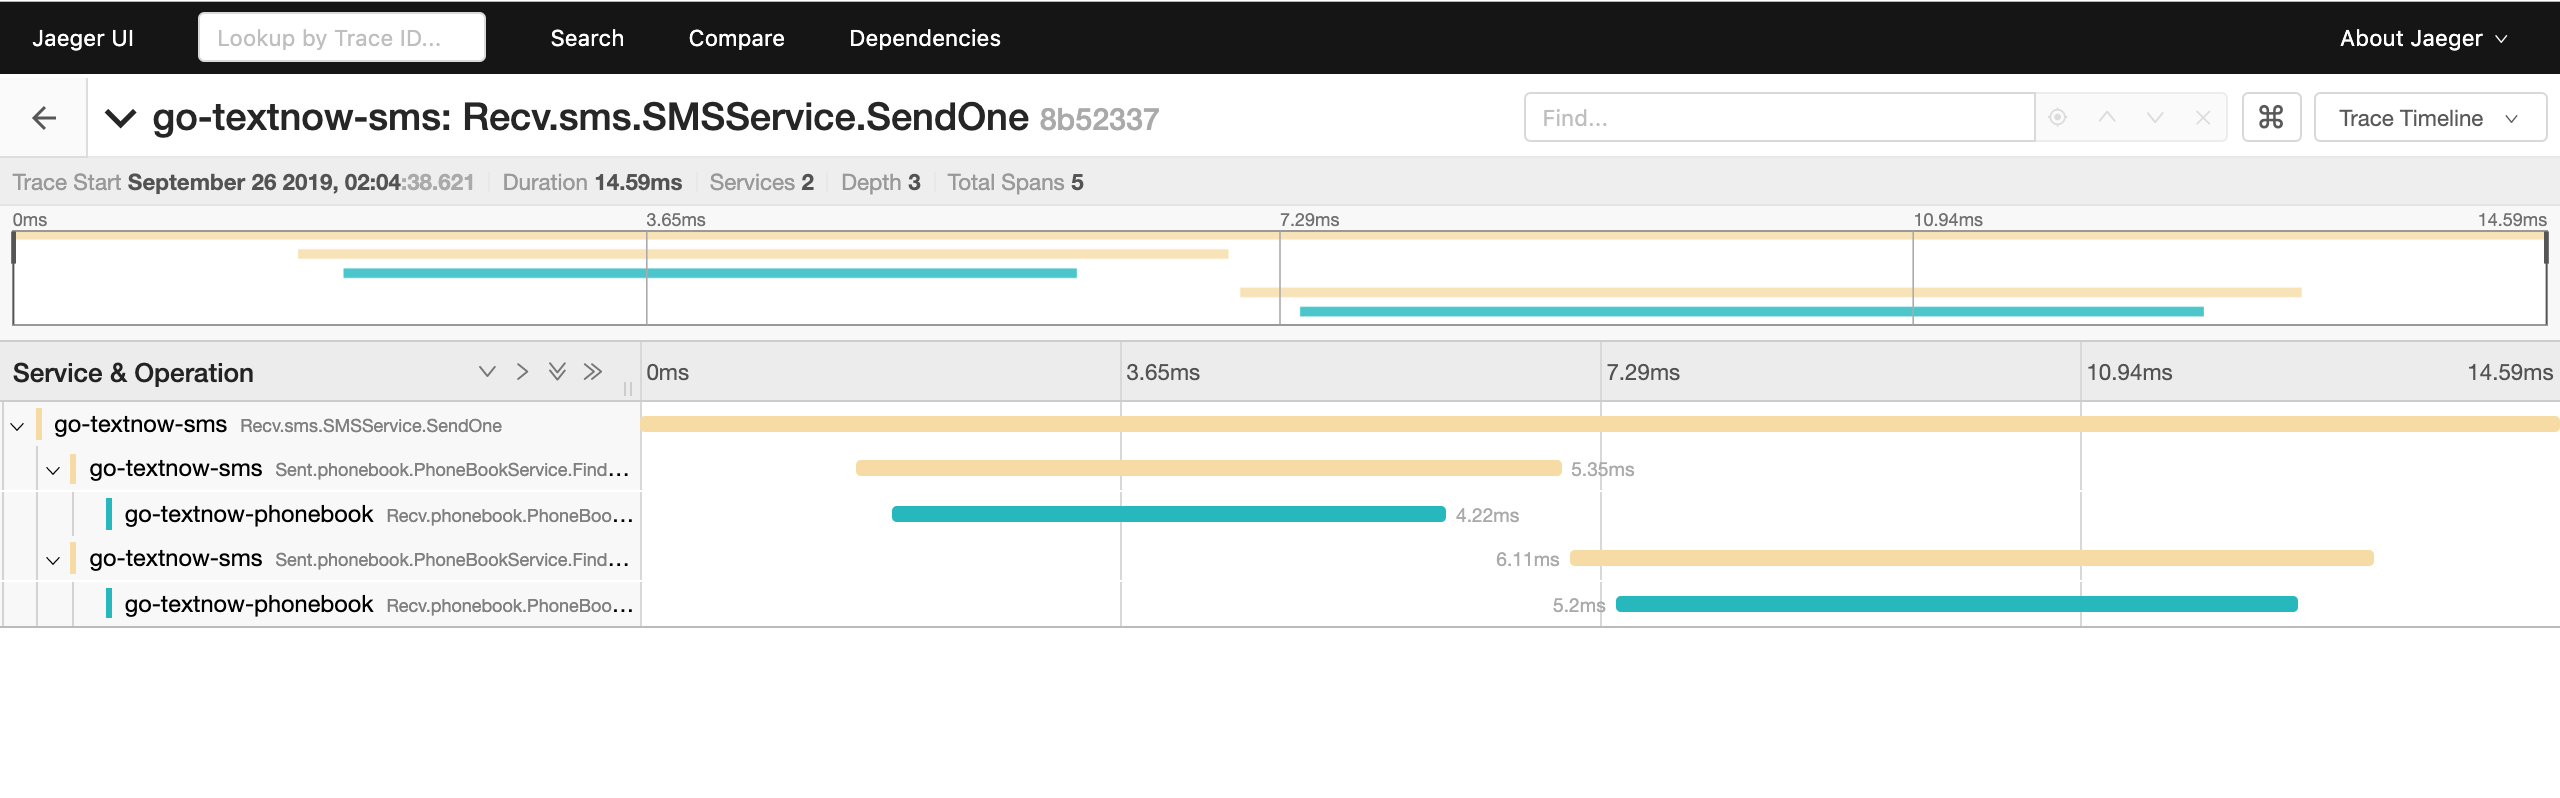 Jaeger UI Lookup by Trace ID... Search Compare Dependencies About Jaeger
go-textnow-sms: Recv.sms.SMSService.SendOne 8b52337 Find... ⌘ Trace Timeline
Trace Start September 26 2019, 02:04:38.621 Duration 14.59ms Services 2 Depth 3 Total Spans 5
0ms 3.65ms 7.29ms 10.94ms 14.59ms
Service & Operation 0ms 3.65ms 7.29ms 10.94ms 14.59ms
go-textnow-sms Recv.sms.SMSService.SendOne
go-textnow-sms Sent.phonebook.PhoneBookService.Find... 5.35ms
go-textnow-phonebook Recv.phonebook.PhoneBoo... 4.22ms
go-textnow-sms Sent.phonebook.PhoneBookService.Find... 6.11ms
go-textnow-phonebook Recv.phonebook.PhoneBoo... 5.2ms